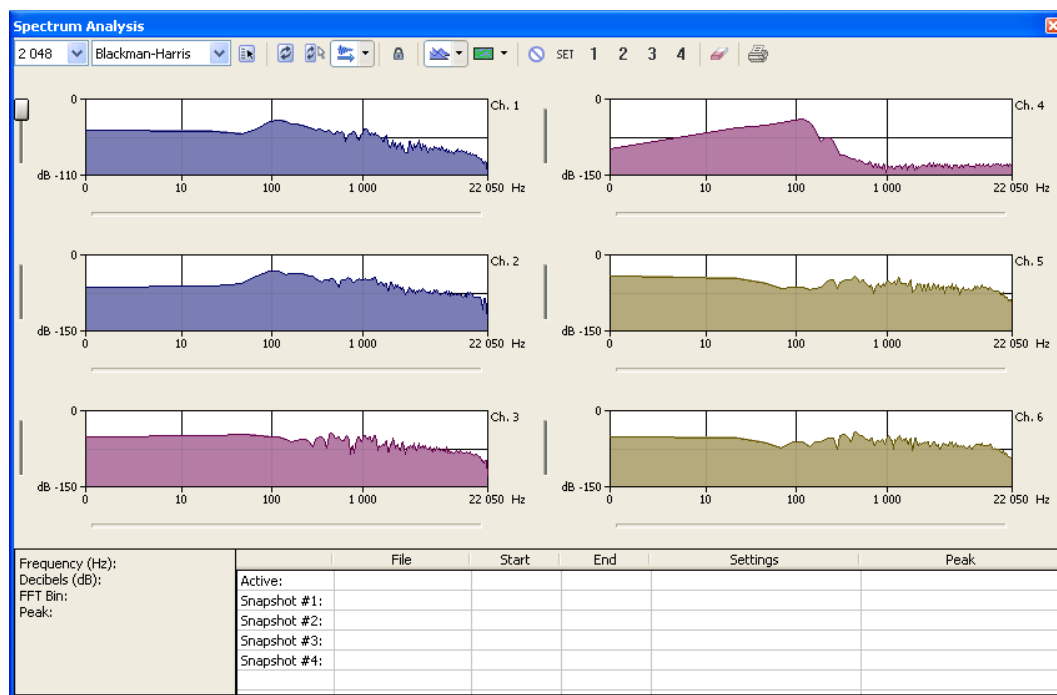 Spectrum Analysis
2 048 Blackman-Harris SET 1 2 3 4
0 Ch. 1
dB -110
0 10 100 1 000 22 050 Hz
0 Ch. 2
dB -150
0 10 100 1 000 22 050 Hz
0 Ch. 3
dB -150
0 10 100 1 000 22 050 Hz
0 Ch. 4
dB -150
0 10 100 1 000 22 050 Hz
0 Ch. 5
dB -150
0 10 100 1 000 22 050 Hz
0 Ch. 6
dB -150
0 10 100 1 000 22 050 Hz
Frequency (Hz):
Decibels (dB):
FFT Bin:
Peak:
File Start End Settings Peak
Active:
Snapshot #1:
Snapshot #2:
Snapshot #3:
Snapshot #4: